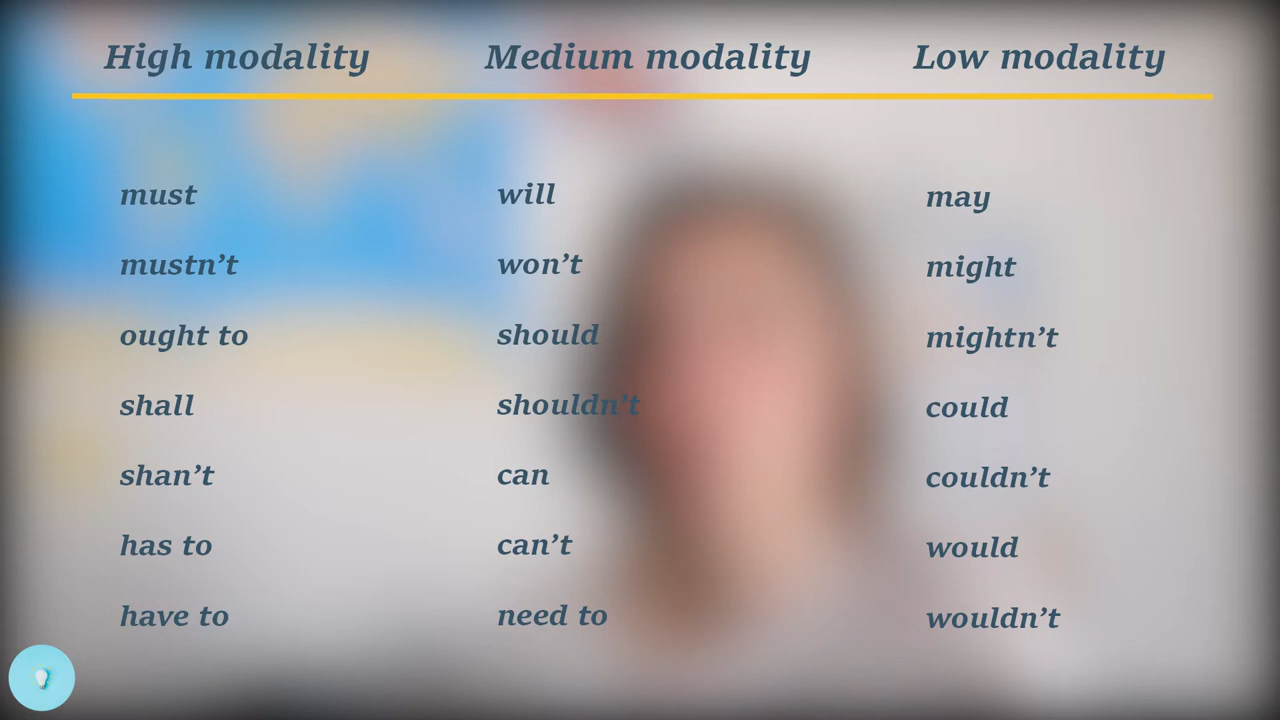 High modality Medium modality Low modality
must will may
mustn’t won’t might
ought to should mightn’t
shall shouldn’t could
shan’t can couldn’t
has to can’t would
have to need to wouldn’t